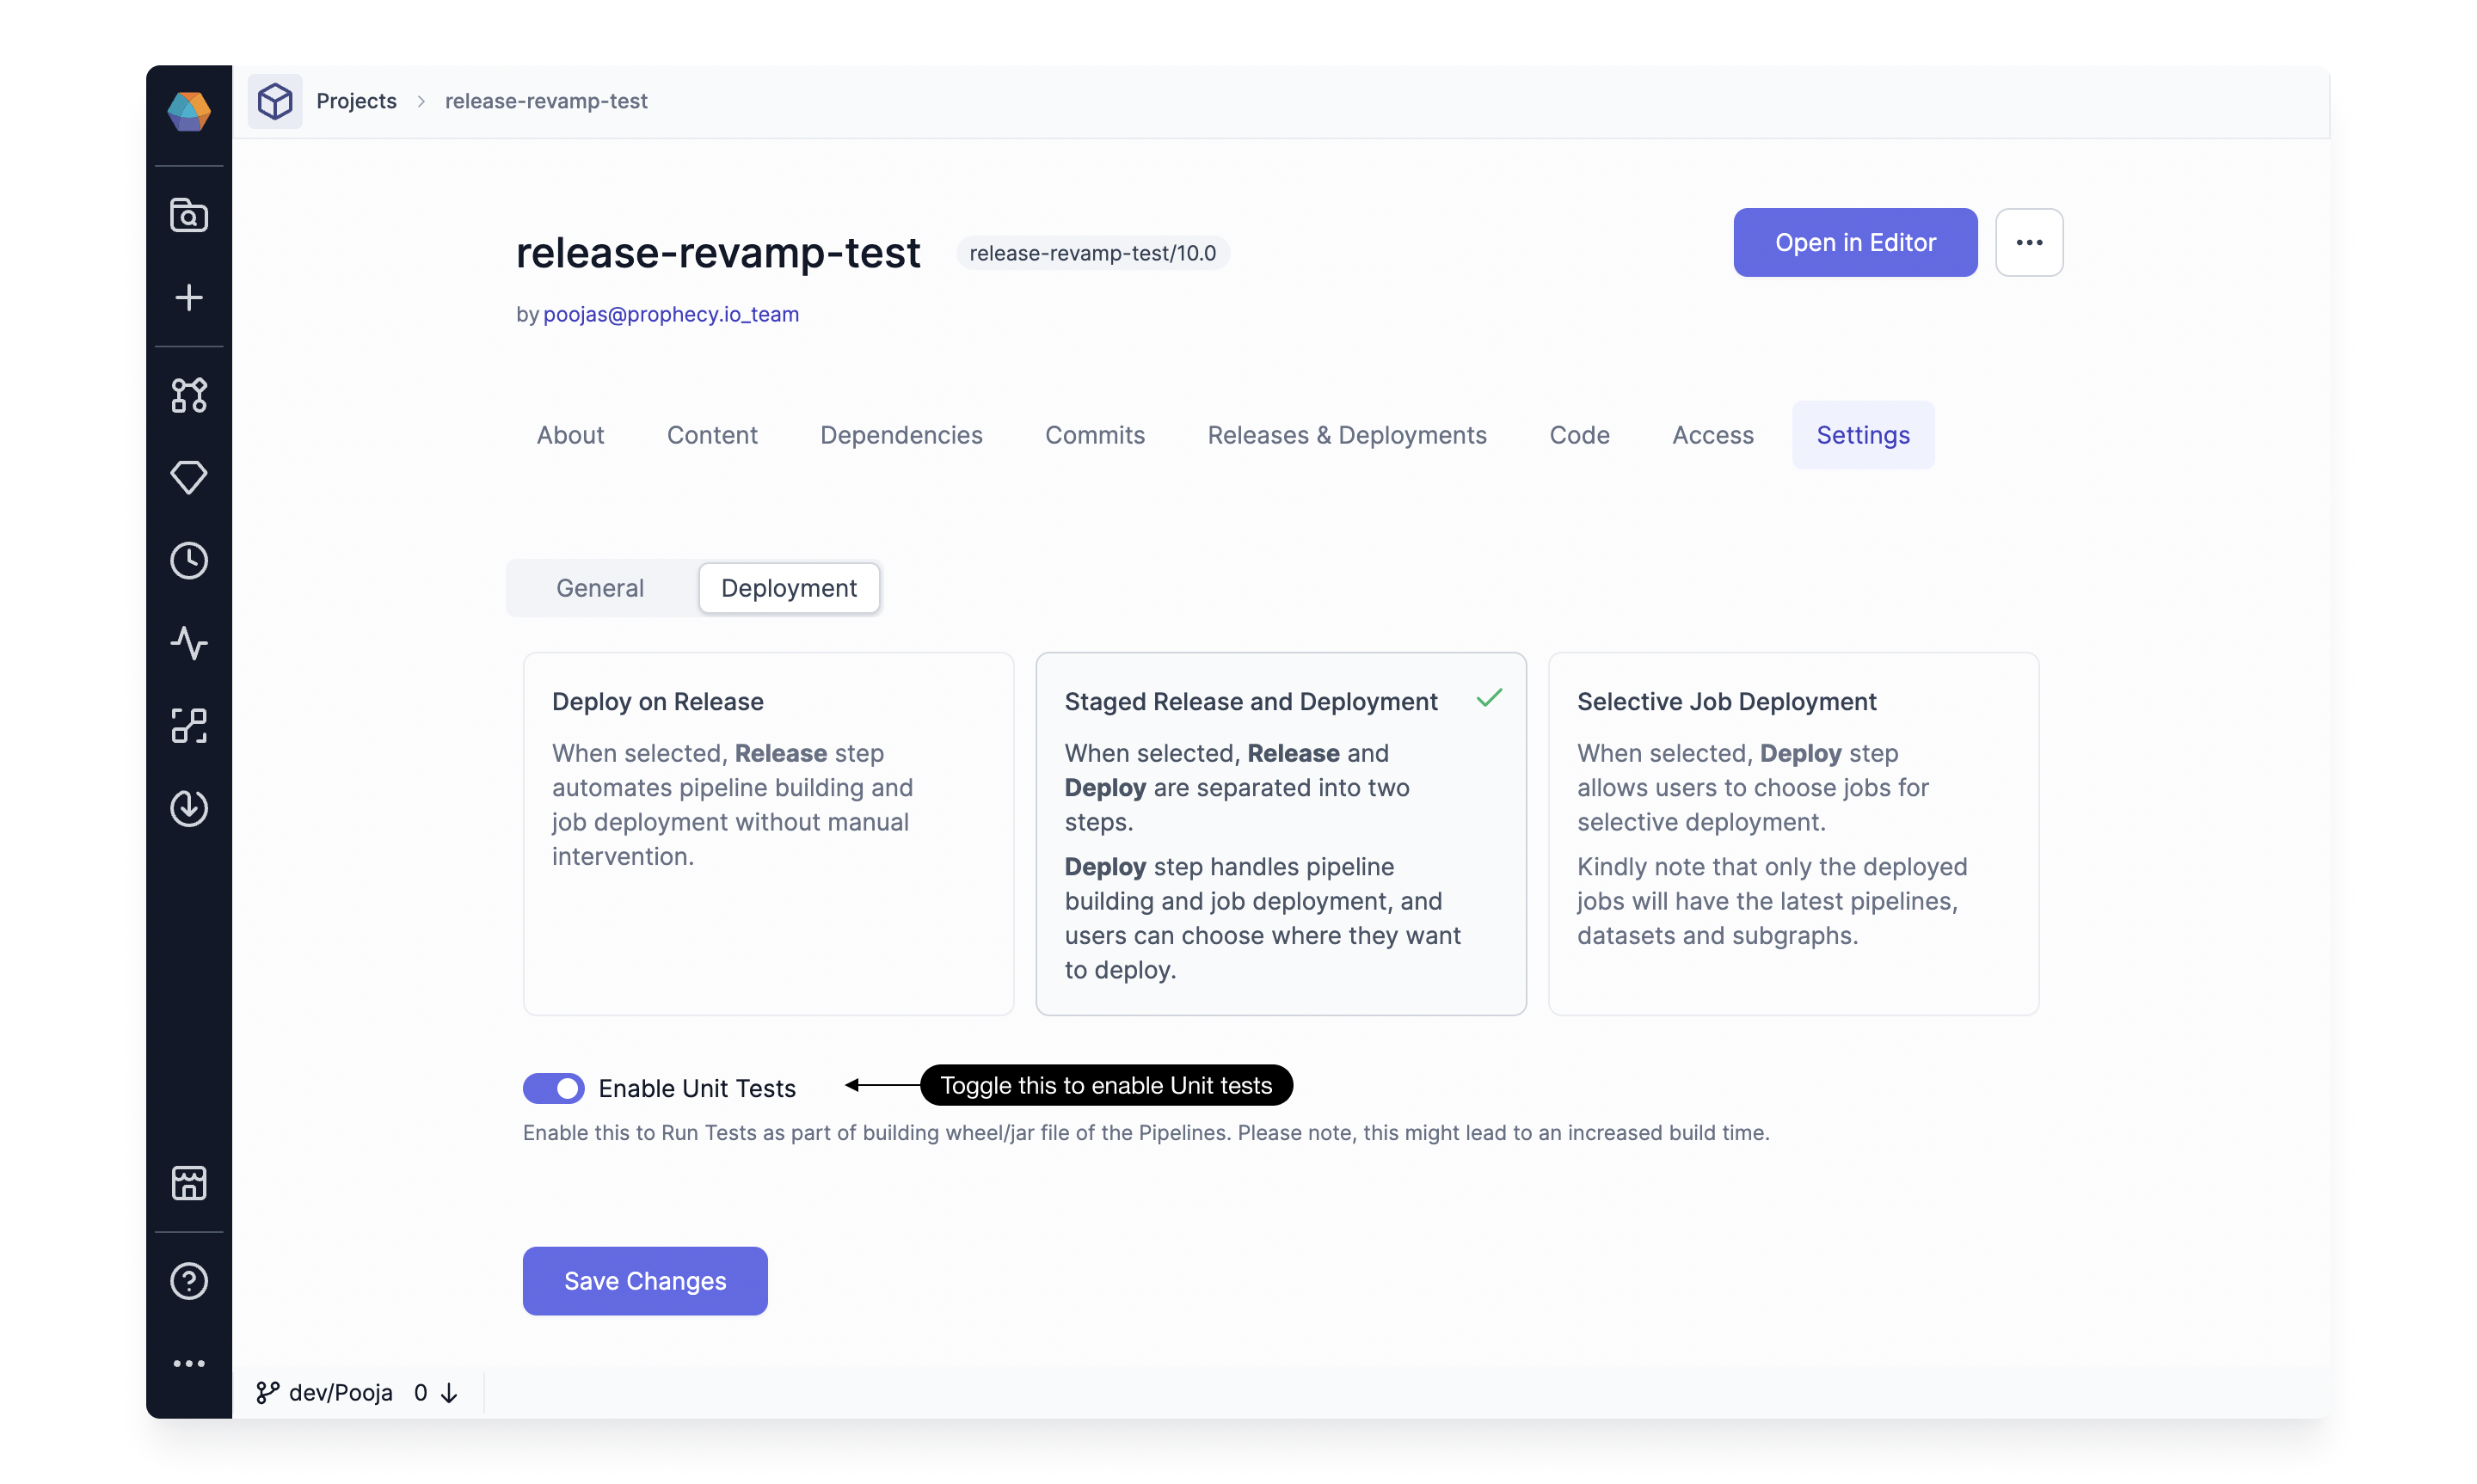 Projects > release-revamp-test
release-revamp-test release-revamp-test/10.0
Open in Editor
by poojas@prophecy.io_team
About Content Dependencies Commits Releases & Deployments Code Access Settings
General Deployment
Deploy on Release
When selected, Release step
automates pipeline building and
job deployment without manual
intervention.
Staged Release and Deployment
When selected, Release and
Deploy are separated into two
steps.
Deploy step handles pipeline
building and job deployment, and
users can choose where they want
to deploy.
Selective Job Deployment
When selected, Deploy step
allows users to choose jobs for
selective deployment.
Kindly note that only the deployed
jobs will have the latest pipelines,
datasets and subgraphs.
Enable Unit Tests
Toggle this to enable Unit tests
Enable this to Run Tests as part of building wheel/jar file of the Pipelines. Please note, this might lead to an increased build time.
Save Changes
dev/Pooja 0